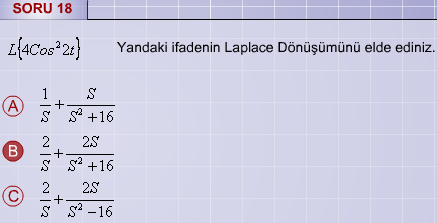 SORU 18
L{4Cos²2t} Yandaki ifadenin Laplace Dönüşümünü elde ediniz.
A 1/S + S/(S² + 16)
B 2/S + 2S/(S² + 16)
C 2/S + 2S/(S² − 16)